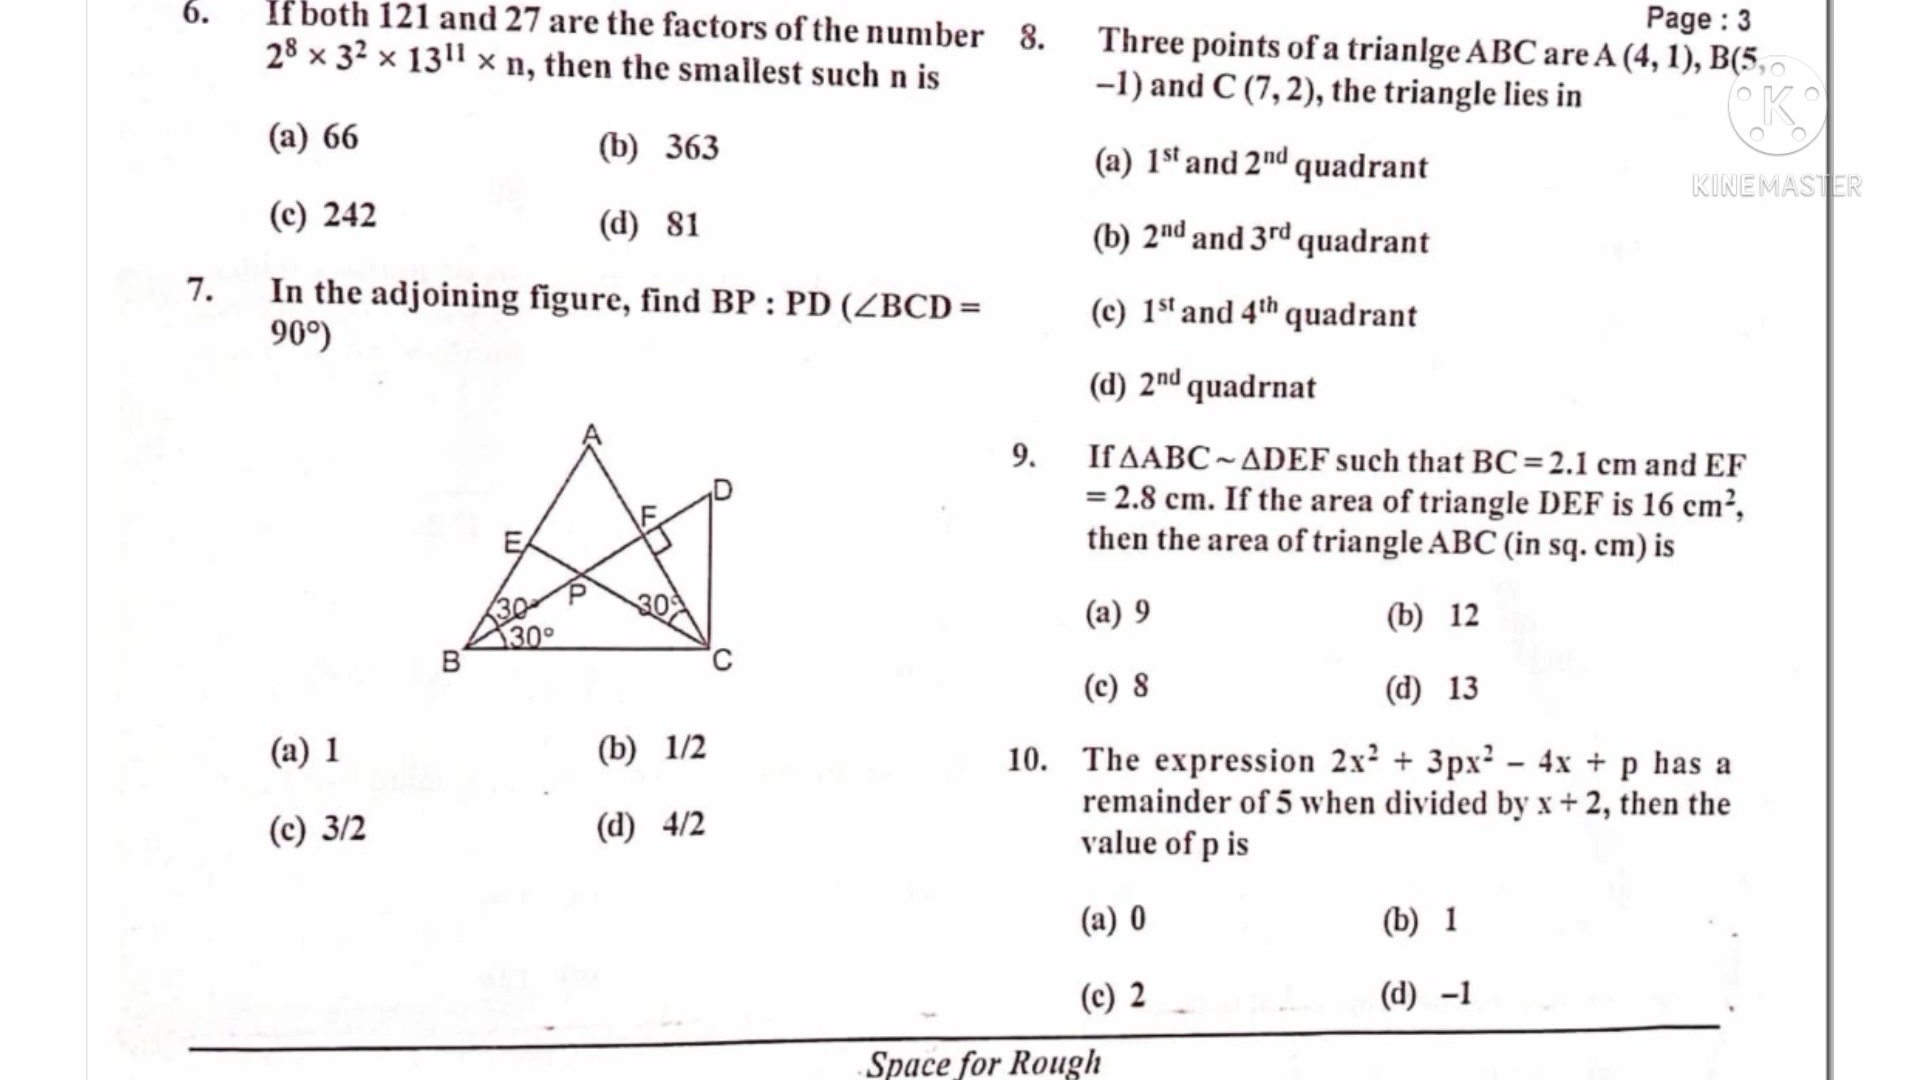 6. If both 121 and 27 are the factors of the number
2⁸ × 3² × 13¹¹ × n, then the smallest such n is
(a) 66 (b) 363
(c) 242 (d) 81
7. In the adjoining figure, find BP : PD (∠BCD =
90°)
A
D
F
E
P
30°
30°
30°
B
C
(a) 1 (b) 1/2
(c) 3/2 (d) 4/2
Page : 3
8. Three points of a trianlge ABC are A (4, 1), B(5,
–1) and C (7, 2), the triangle lies in
(a) 1st and 2nd quadrant
(b) 2nd and 3rd quadrant
(c) 1st and 4th quadrant
(d) 2nd quadrnat
9. If ΔABC ~ ΔDEF such that BC = 2.1 cm and EF
= 2.8 cm. If the area of triangle DEF is 16 cm²,
then the area of triangle ABC (in sq. cm) is
(a) 9 (b) 12
(c) 8 (d) 13
10. The expression 2x² + 3px² – 4x + p has a
remainder of 5 when divided by x + 2, then the
value of p is
(a) 0 (b) 1
(c) 2 (d) –1
Space for Rough
K
KINEMASTER